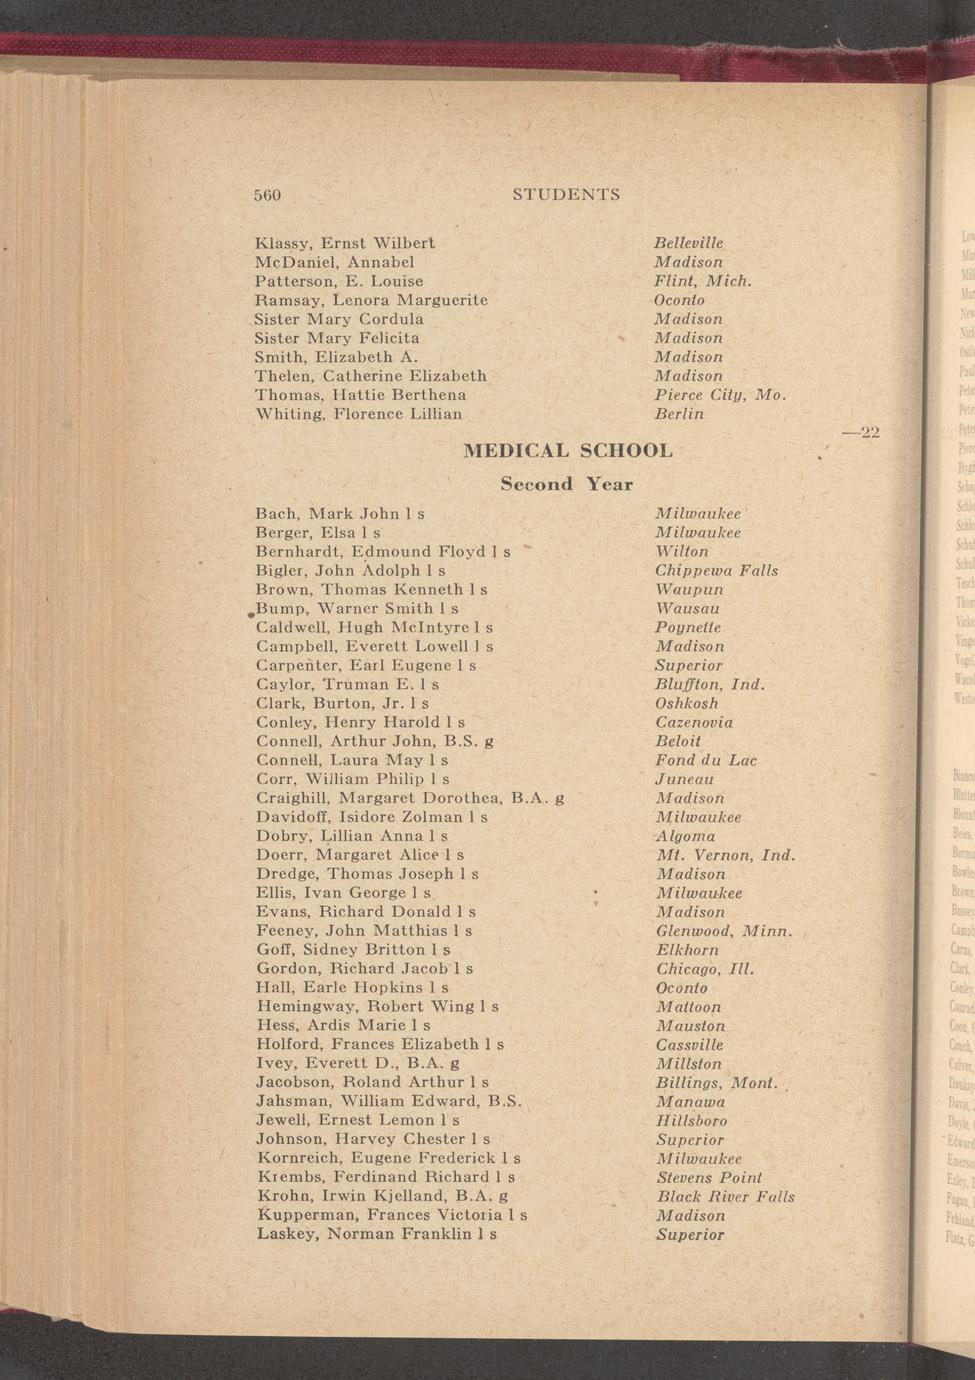 560 STUDENTS
Klassy, Ernst Wilbert Belleville
McDaniel, Annabel Madison
Patterson, E. Louise Flint, Mich.
Ramsay, Lenora Marguerite Oconto
Sister Mary Cordula Madison
Sister Mary Felicita Madison
Smith, Elizabeth A. Madison
Thelen, Catherine Elizabeth Madison
Thomas, Hattie Berthena Pierce City, Mo.
Whiting, Florence Lillian Berlin
—22
MEDICAL SCHOOL
Second Year
Bach, Mark John l s Milwaukee
Berger, Elsa l s Milwaukee
Bernhardt, Edmound Floyd l s Wilton
Bigler, John Adolph l s Chippewa Falls
Brown, Thomas Kenneth l s Waupun
Bump, Warner Smith l s Wausau
Caldwell, Hugh McIntyre l s Poynette
Campbell, Everett Lowell l s Madison
Carpenter, Earl Eugene l s Superior
Caylor, Truman E. l s Bluffton, Ind.
Clark, Burton, Jr. l s Oshkosh
Conley, Henry Harold l s Cazenovia
Connell, Arthur John, B.S. g Beloit
Connell, Laura May l s Fond du Lac
Corr, William Philip l s Juneau
Craighill, Margaret Dorothea, B.A. g Madison
Davidoff, Isidore Zolman l s Milwaukee
Dobry, Lillian Anna l s Algoma
Doerr, Margaret Alice l s Mt. Vernon, Ind.
Dredge, Thomas Joseph l s Madison
Ellis, Ivan George l s Milwaukee
Evans, Richard Donald l s Madison
Feeney, John Matthias l s Glenwood, Minn.
Goff, Sidney Britton l s Elkhorn
Gordon, Richard Jacob l s Chicago, Ill.
Hall, Earle Hopkins l s Oconto
Hemingway, Robert Wing l s Mattoon
Hess, Ardis Marie l s Mauston
Holford, Frances Elizabeth l s Cassville
Ivey, Everett D., B.A. g Millston
Jacobson, Roland Arthur l s Billings, Mont.
Jahsman, William Edward, B.S. Manawa
Jewell, Ernest Lemon l s Hillsboro
Johnson, Harvey Chester l s Superior
Kornreich, Eugene Frederick l s Milwaukee
Krembs, Ferdinand Richard l s Stevens Point
Krohn, Irwin Kjelland, B.A. g Black River Falls
Kupperman, Frances Victoria l s Madison
Laskey, Norman Franklin l s Superior